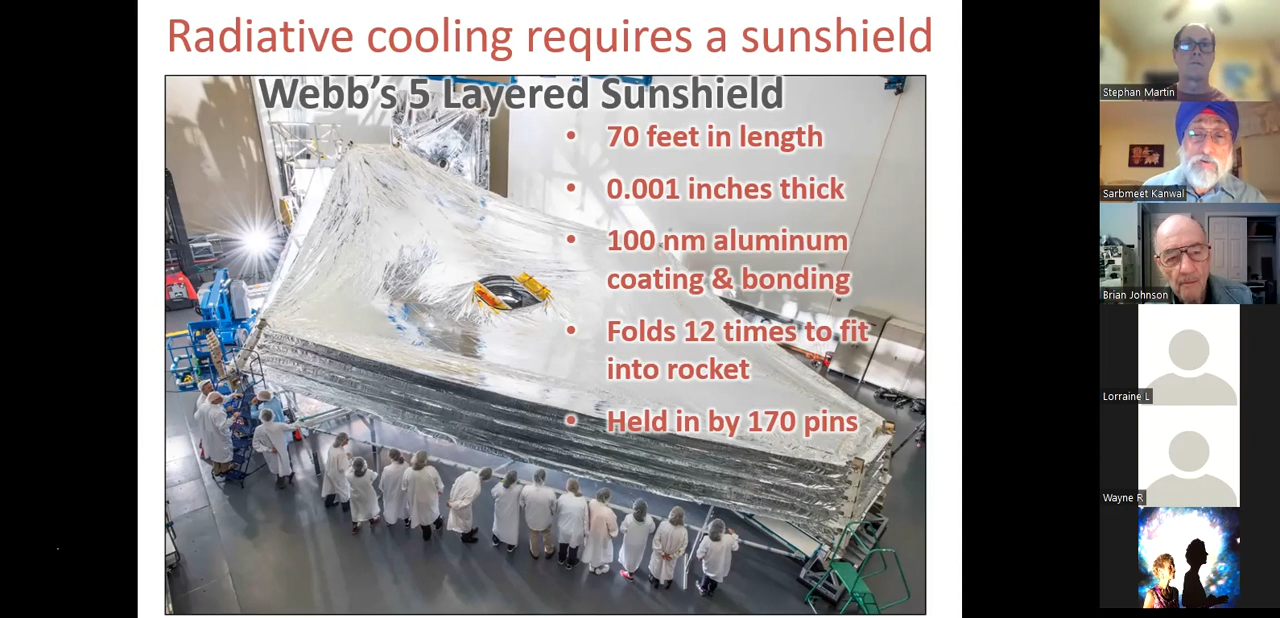 Radiative cooling requires a sunshield
Webb's 5 Layered Sunshield
• 70 feet in length
• 0.001 inches thick
• 100 nm aluminum
coating & bonding
• Folds 12 times to fit
into rocket
• Held in by 170 pins
Stephan Martin
Sarbmeet Kanwal
Brian Johnson
Lorraine L
Wayne R